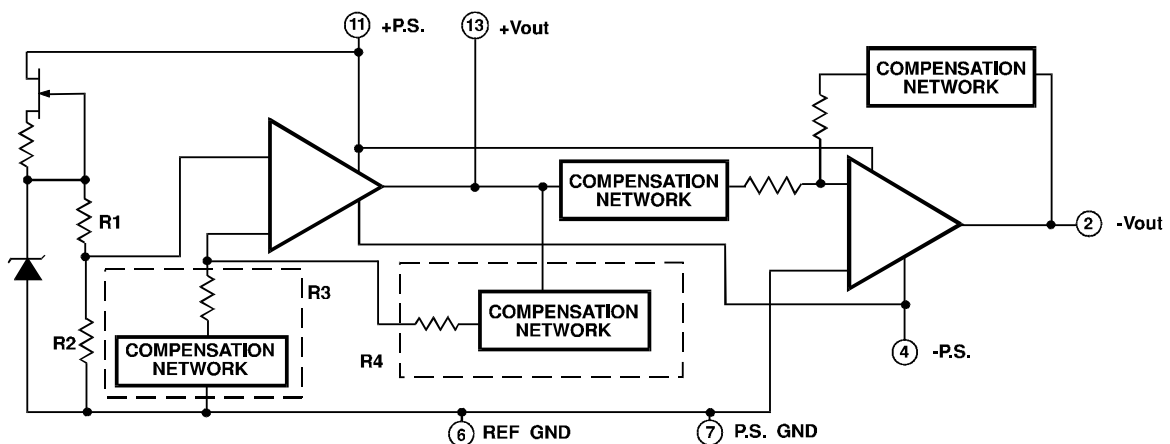 11 +P.S.
13 +Vout
COMPENSATION
NETWORK
R1
COMPENSATION
NETWORK
2 -Vout
R3
R2
COMPENSATION
NETWORK
R4
COMPENSATION
NETWORK
4 -P.S.
6 REF GND
7 P.S. GND